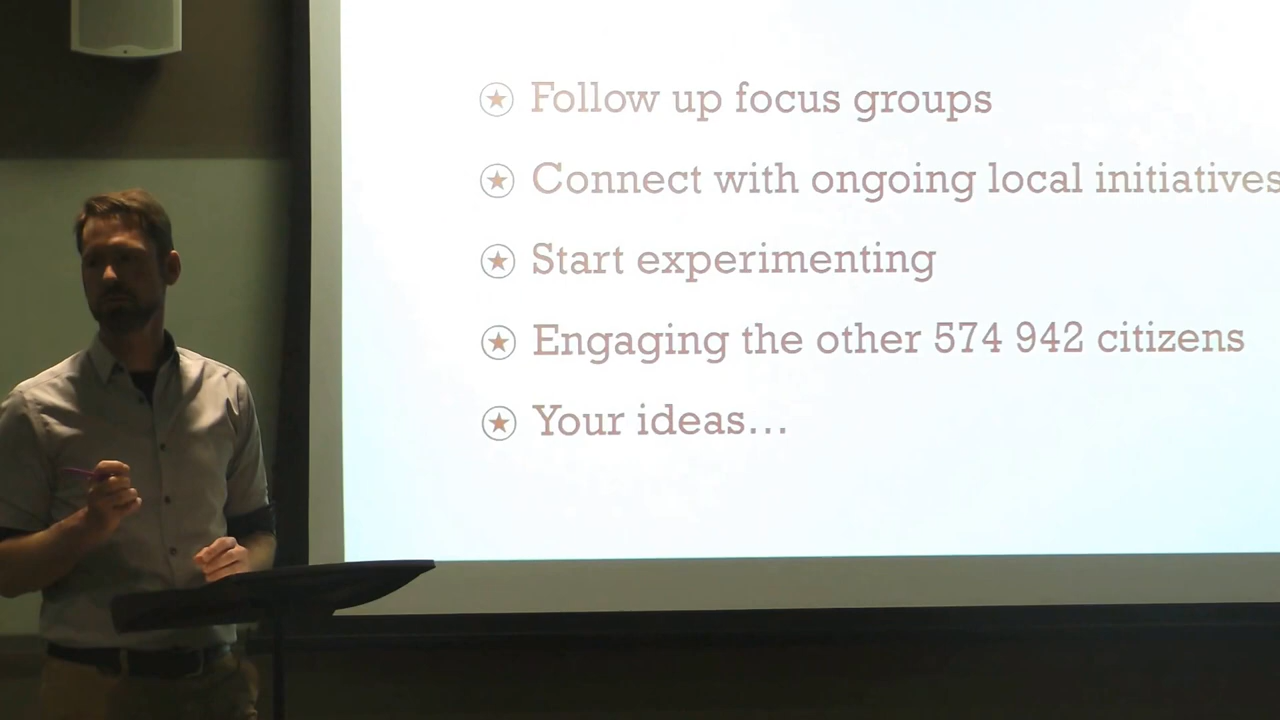 Follow up focus groups
Connect with ongoing local initiatives
Start experimenting
Engaging the other 574 942 citizens
Your ideas...